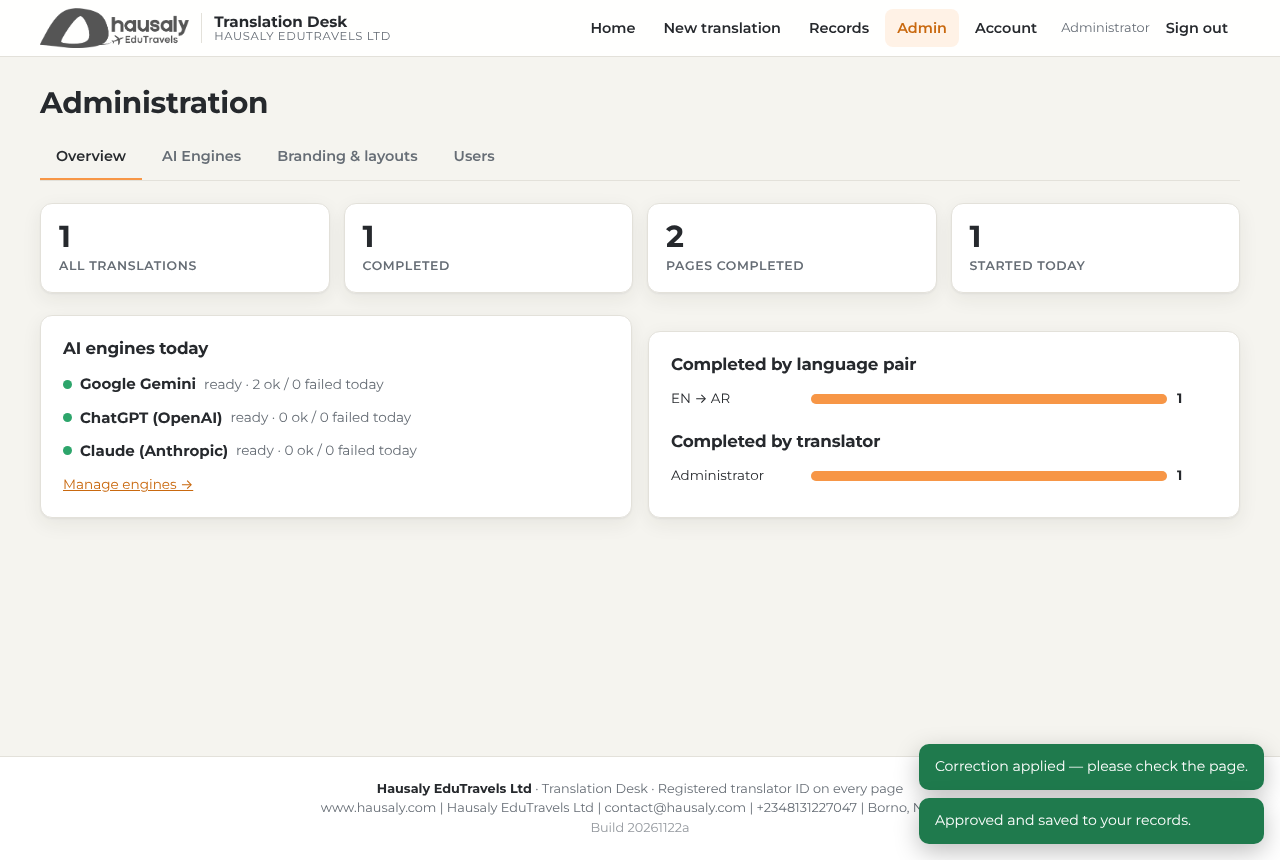 hausaly
EduTravels
Translation Desk
HAUSALY EDUTRAVELS LTD
Home
New translation
Records
Admin
Account
Administrator
Sign out
Administration
Overview
AI Engines
Branding & layouts
Users
1
ALL TRANSLATIONS
1
COMPLETED
2
PAGES COMPLETED
1
STARTED TODAY
AI engines today
Google Gemini ready · 2 ok / 0 failed today
ChatGPT (OpenAI) ready · 0 ok / 0 failed today
Claude (Anthropic) ready · 0 ok / 0 failed today
Manage engines →
Completed by language pair
EN → AR 1
Completed by translator
Administrator 1
Hausaly EduTravels Ltd · Translation Desk · Registered translator ID on every page
www.hausaly.com | Hausaly EduTravels Ltd | contact@hausaly.com | +2348131227047 | Borno,
Build 20261122a
Correction applied — please check the page.
Approved and saved to your records.